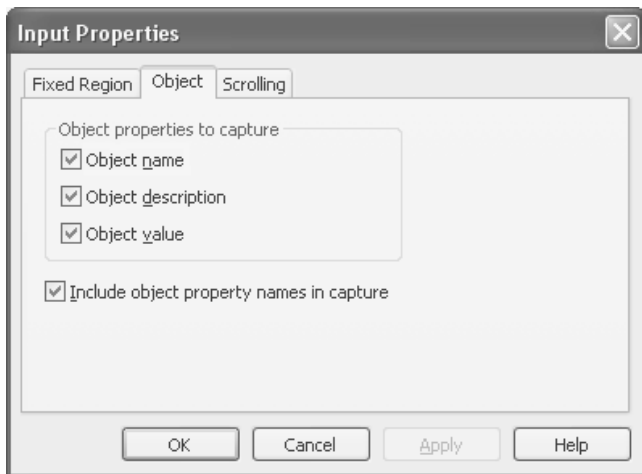 Input Properties
Fixed Region Object Scrolling
Object properties to capture
Object name
Object description
Object value
Include object property names in capture
OK Cancel Apply Help